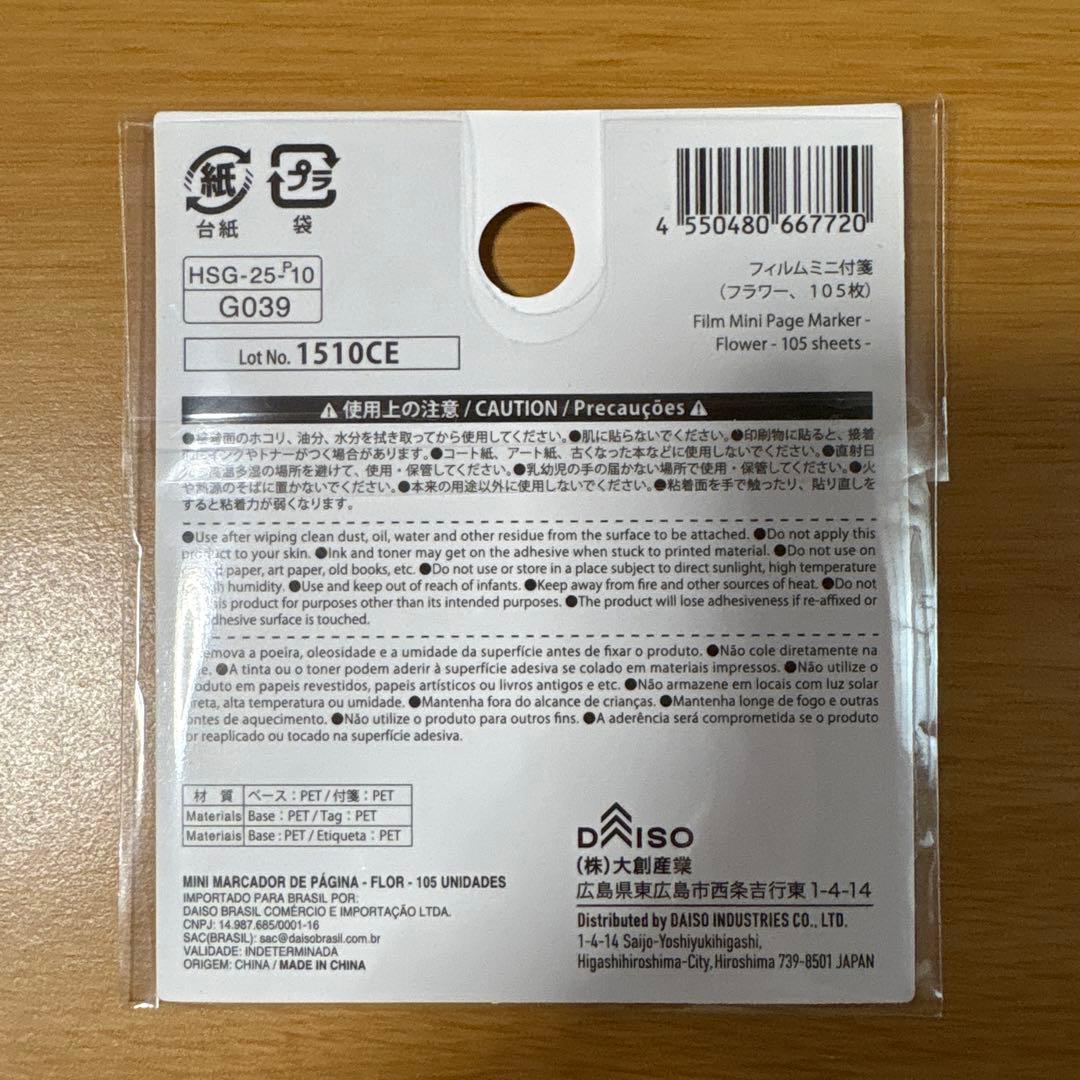 紙
プラ
台紙
袋
HSG-25-P10
G039
Lot No. 1510CE
4 550480 667720
フィルムミニ付箋
(フラワー、105枚)
Film Mini Page Marker -
Flower - 105 sheets -
⚠ 使用上の注意 / CAUTION / Precauções ⚠
●接着面のホコリ、油分、水分を拭き取ってから使用してください。●肌に貼らないでください。●印刷物に貼ると、接着
インクやトナーがつく場合があります。●コート紙、アート紙、古くなった本などに使用しないでください。●直射日
高温多湿の場所を避けて、使用・保管してください。●乳幼児の手の届かない場所で使用・保管してください。●火
や熱源のそばに置かないでください。●本来の用途以外に使用しないでください。●粘着面を手で触ったり、貼り直しを
すると粘着力が弱くなります。
●Use after wiping clean dust, oil, water and other residue from the surface to be attached. ●Do not apply this
product to your skin. ●Ink and toner may get on the adhesive when stuck to printed material. ●Do not use on
paper, art paper, old books, etc. ●Do not use or store in a place subject to direct sunlight, high temperature
humidity. ●Use and keep out of reach of infants. ●Keep away from fire and other sources of heat. ●Do not
product for purposes other than its intended purposes. ●The product will lose adhesiveness if re-affixed or
surface is touched.
a poeira, oleosidade e a umidade da superfície antes de fixar o produto. ●Não cole diretamente na
●A tinta ou o toner podem aderir à superfície adesiva se colado em materiais impressos. ●Não utilize o
em papeis revestidos, papeis artísticos ou livros antigos e etc. ●Não armazene em locais com luz solar
alta temperatura ou umidade. ●Mantenha fora do alcance de crianças. ●Mantenha longe de fogo e outras
de aquecimento. ●Não utilize o produto para outros fins. ●A aderência será comprometida se o produto
reaplicado ou tocado na superfície adesiva.
材 質 ベース：PET / 付箋：PET
Materials Base : PET / Tag : PET
Materiais Base : PET / Etiqueta : PET
MINI MARCADOR DE PÁGINA - FLOR - 105 UNIDADES
IMPORTADO PARA BRASIL POR:
DAISO BRASIL COMÉRCIO E IMPORTAÇÃO LTDA.
CNPJ: 14.987.685/0001-16
SAC(BRASIL): sac@daisobrasil.com.br
VALIDADE: INDETERMINADA
ORIGEM: CHINA / MADE IN CHINA
DAISO
(株)大創産業
広島県東広島市西条吉行東1-4-14
Distributed by DAISO INDUSTRIES CO., LTD.
1-4-14 Saijo-Yoshiyukihigashi,
Higashihiroshima-City, Hiroshima 739-8501 JAPAN